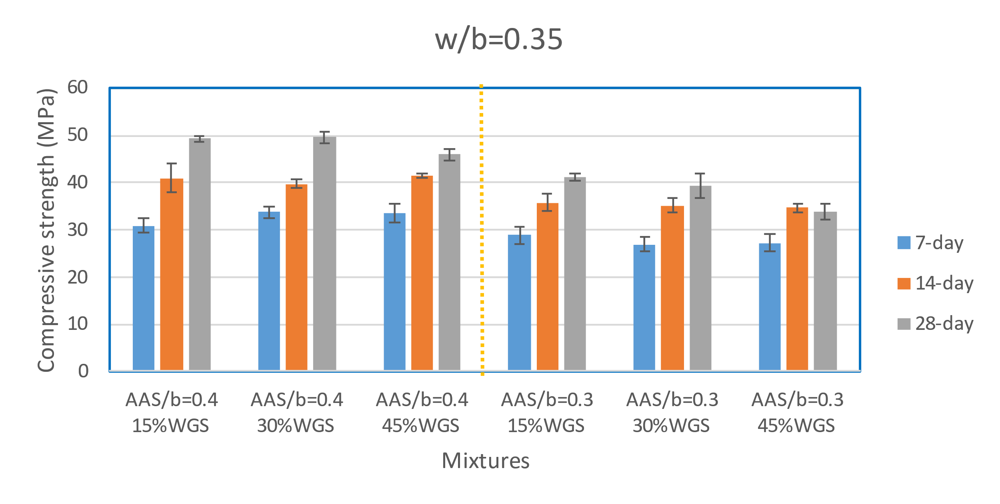 w/b=0.35
Compressive strength (MPa)
60
50
40
30
20
10
0
AAS/b=0.4
15%WGS
AAS/b=0.4
30%WGS
AAS/b=0.4
45%WGS
AAS/b=0.3
15%WGS
AAS/b=0.3
30%WGS
AAS/b=0.3
45%WGS
Mixtures
7-day
14-day
28-day